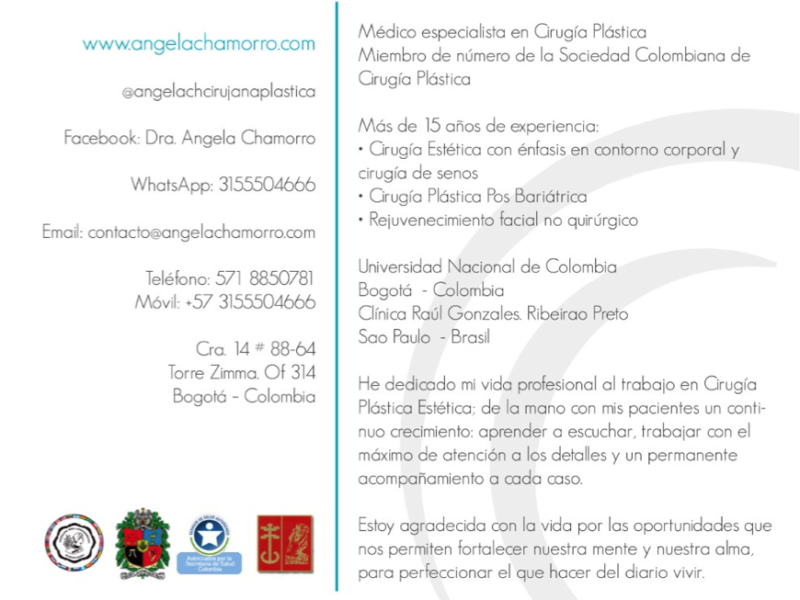 www.angelachamorro.com
@angelachcirujanaplastica
Facebook: Dra. Angela Chamorro
WhatsApp: 3155504666
Email: contacto@angelachamorro.com
Teléfono: 571 8850781
Móvil: +57 3155504666
Cra. 14 # 88-64
Torre Zimma. Of 314
Bogotá - Colombia
Autorizados por la
Secretaría de Salud
Colombia
Médico especialista en Cirugía Plástica
Miembro de número de la Sociedad Colombiana de
Cirugía Plástica
Más de 15 años de experiencia:
• Cirugía Estética con énfasis en contorno corporal y
cirugía de senos
• Cirugía Plástica Pos Bariátrica
• Rejuvenecimiento facial no quirúrgico
Universidad Nacional de Colombia
Bogotá - Colombia
Clínica Raúl Gonzales. Ribeirao Preto
Sao Paulo - Brasil
He dedicado mi vida profesional al trabajo en Cirugía
Plástica Estética; de la mano con mis pacientes un conti-
nuo crecimiento: aprender a escuchar, trabajar con el
máximo de atención a los detalles y un permanente
acompañamiento a cada caso.
Estoy agradecida con la vida por las oportunidades que
nos permiten fortalecer nuestra mente y nuestra alma,
para perfeccionar el que hacer del diario vivir.